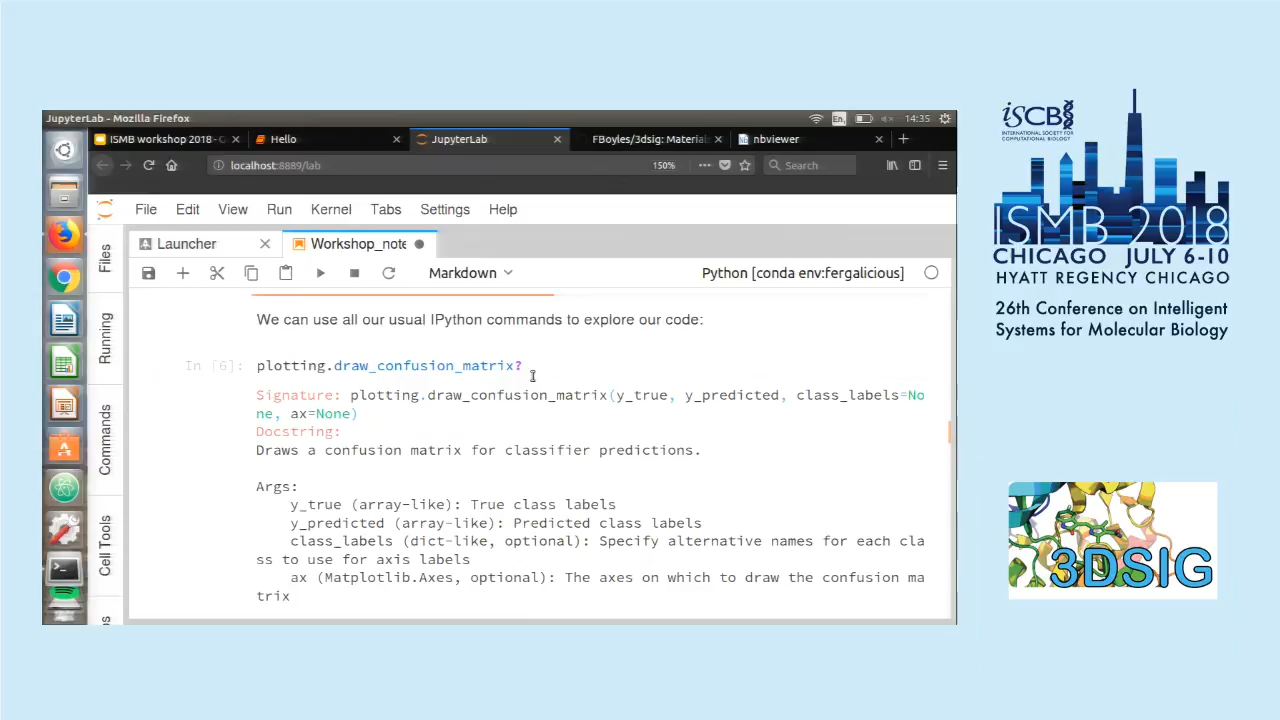 JupyterLab - Mozilla Firefox
En
14:35
ISMB workshop 2018 - G
Hello
JupyterLab
FBoyles/3dsig: Material
nbviewer
localhost:8889/lab
150%
Search
File Edit View Run Kernel Tabs Settings Help
Files
Running
Commands
Cell Tools
Launcher
Workshop_note
Markdown
Python [conda env:fergalicious]
We can use all our usual IPython commands to explore our code:
In [6]: plotting.draw_confusion_matrix?
Signature: plotting.draw_confusion_matrix(y_true, y_predicted, class_labels=No
ne, ax=None)
Docstring:
Draws a confusion matrix for classifier predictions.
Args:
y_true (array-like): True class labels
y_predicted (array-like): Predicted class labels
class_labels (dict-like, optional): Specify alternative names for each cla
ss to use for axis labels
ax (Matplotlib.Axes, optional): The axes on which to draw the confusion ma
trix
ISCB
INTERNATIONAL SOCIETY FOR
COMPUTATIONAL BIOLOGY
ISMB 2018
CHICAGO JULY 6-10
HYATT REGENCY CHICAGO
26th Conference on Intelligent
Systems for Molecular Biology
3DSIG